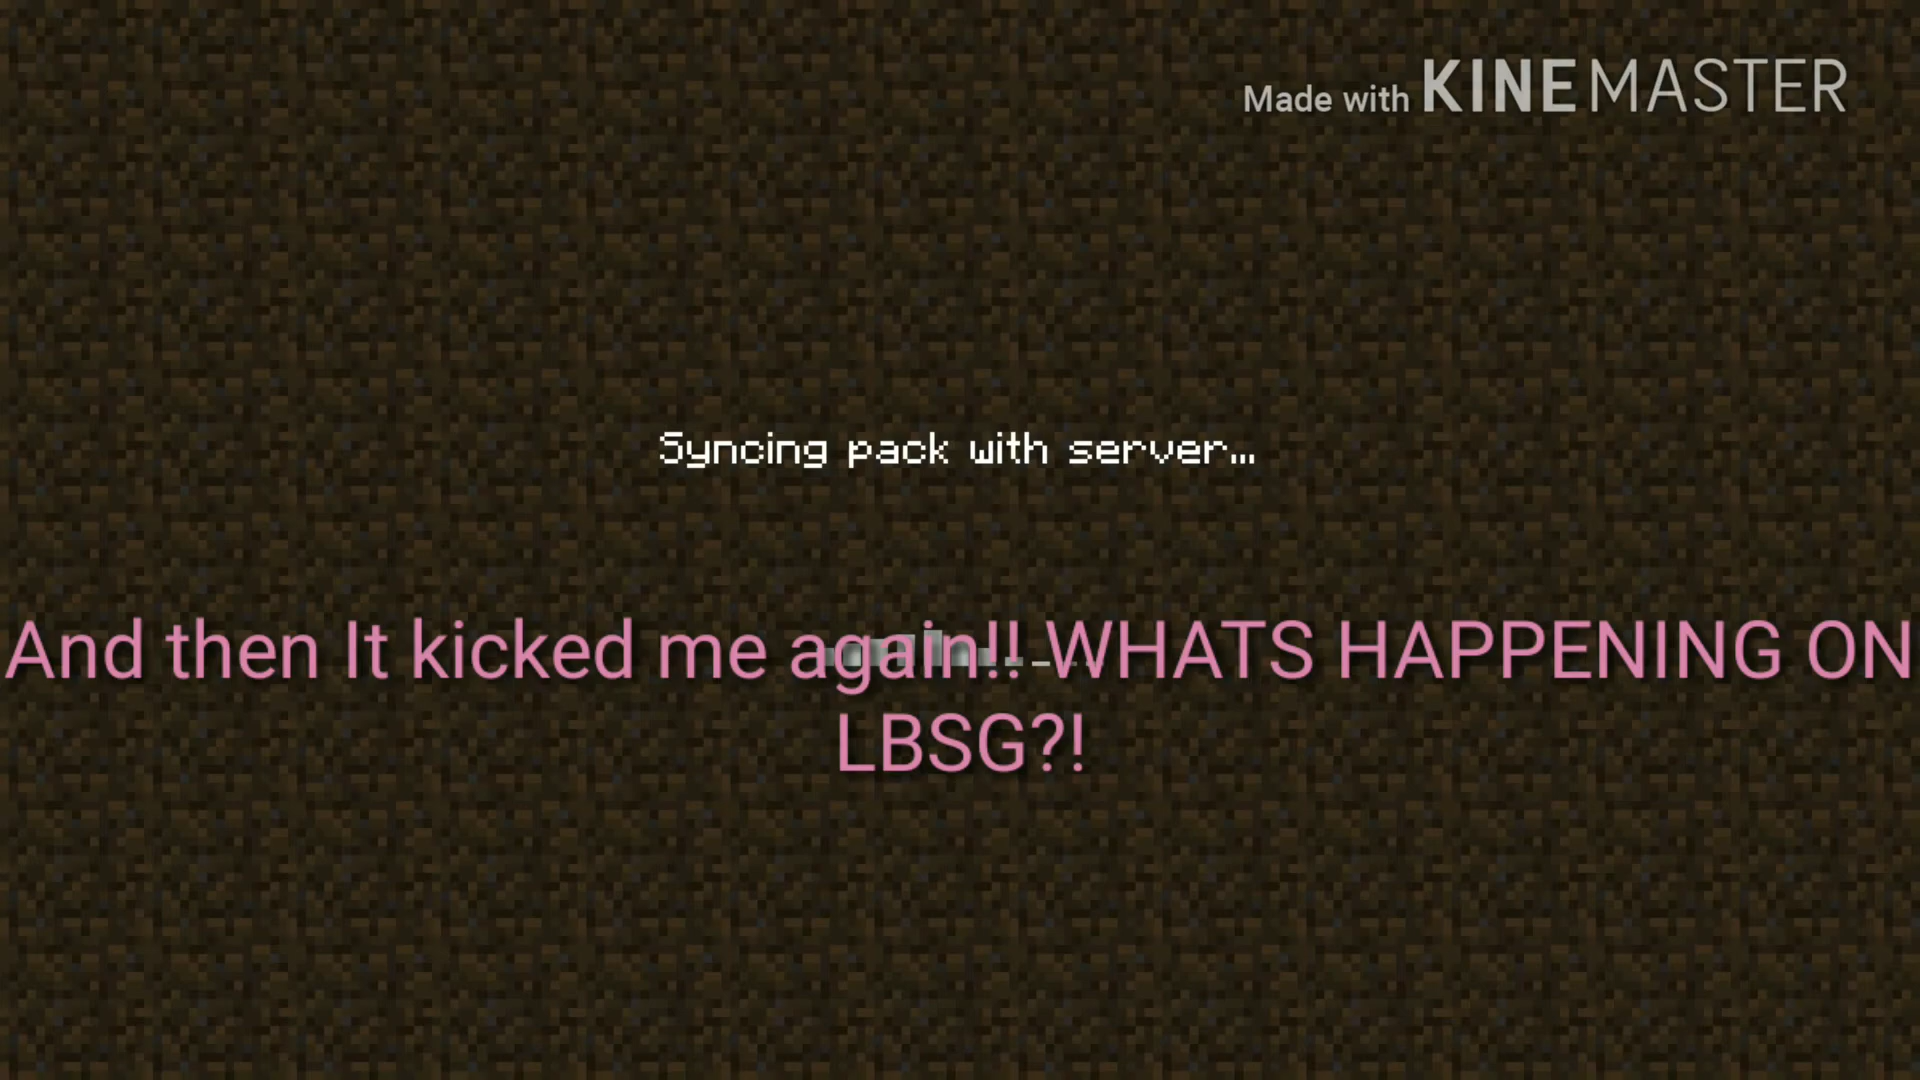 Made with KINEMASTER
Syncing pack with server...
And then It kicked me again!! WHATS HAPPENING ON
LBSG?!